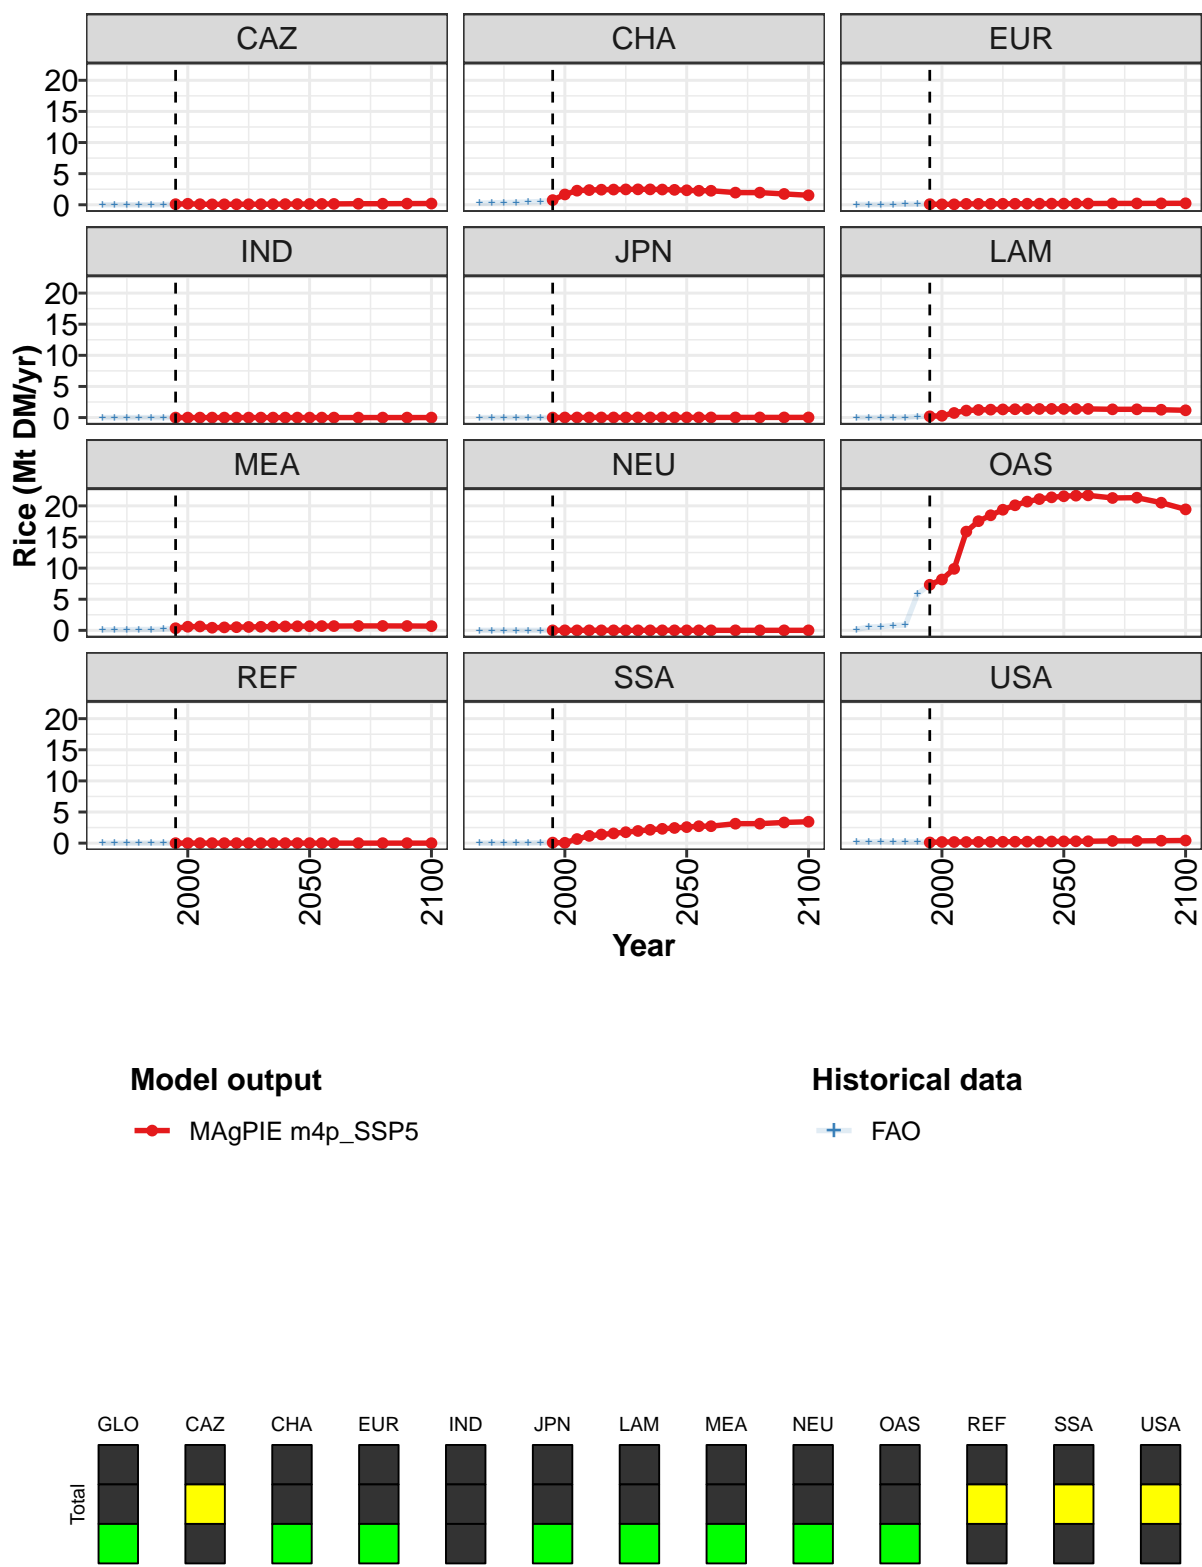 CAZ CHA EUR
20
15
10
5
0
IND JPN LAM
20
15
10
5
0
MEA NEU OAS
20
15
10
5
0
REF SSA USA
20
15
10
5
0
Rice (Mt DM/yr)
2000 2050 2100 2000 2050 2100 2000 2050 2100
Year
Model output Historical data
MAgPIE m4p_SSP5 FAO
GLO CAZ CHA EUR IND JPN LAM MEA NEU OAS REF SSA USA
Total